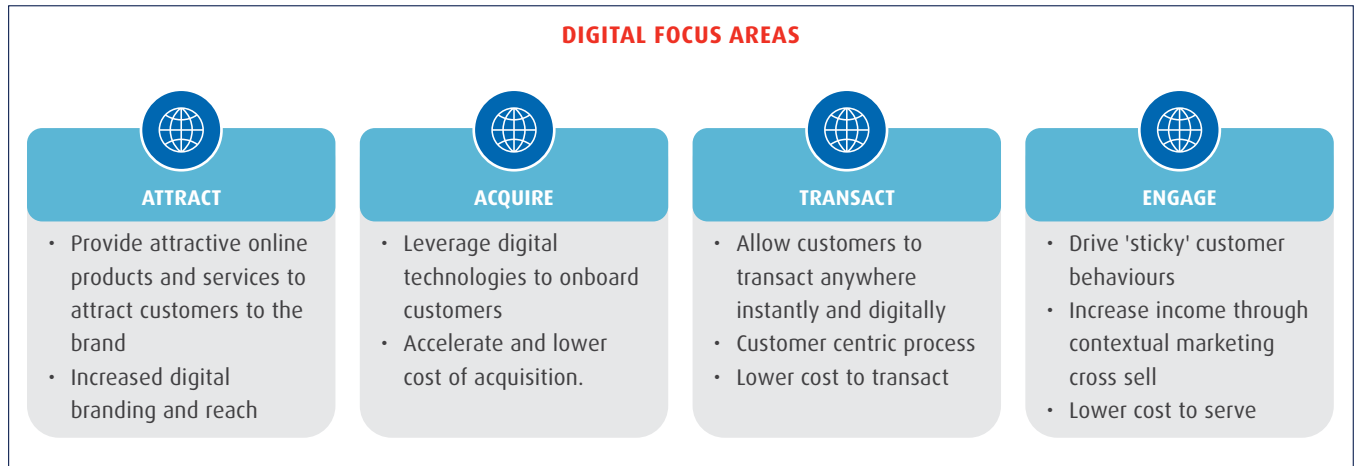 DIGITAL FOCUS AREAS
ATTRACT
• Provide attractive online
products and services to
attract customers to the
brand
• Increased digital
branding and reach
ACQUIRE
• Leverage digital
technologies to onboard
customers
• Accelerate and lower
cost of acquisition.
TRANSACT
• Allow customers to
transact anywhere
instantly and digitally
• Customer centric process
• Lower cost to transact
ENGAGE
• Drive 'sticky' customer
behaviours
• Increase income through
contextual marketing
cross sell
• Lower cost to serve